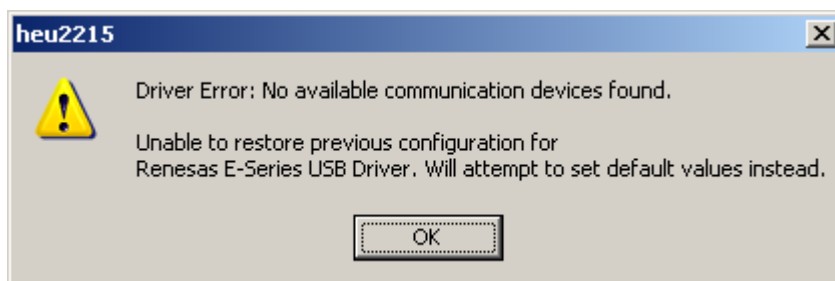 heu2215
Driver Error: No available communication devices found.
Unable to restore previous configuration for
Renesas E-Series USB Driver. Will attempt to set default values instead.
OK